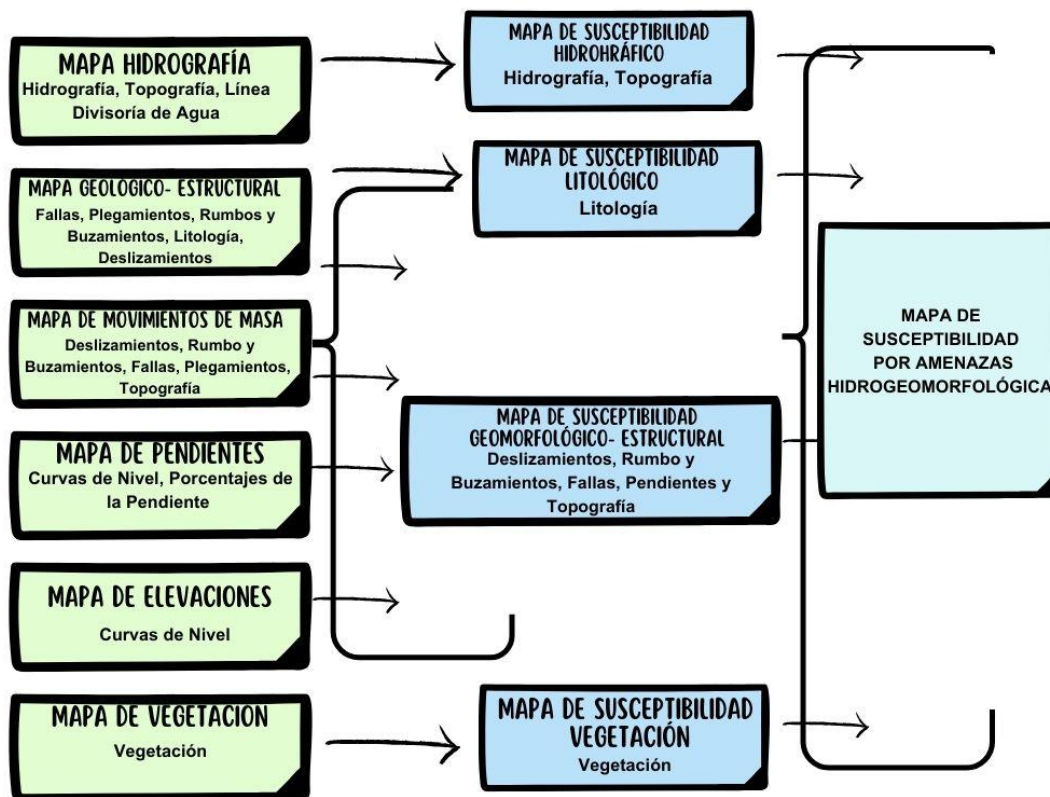 MAPA HIDROGRAFÍA
Hidrografía, Topografía, Línea
Divisoría de Agua
MAPA GEOLOGICO- ESTRUCTURAL
Fallas, Plegamientos, Rumbos y
Buzamientos, Litología,
Deslizamientos
MAPA DE MOVIMIENTOS DE MASA
Deslizamientos, Rumbo y
Buzamientos, Fallas, Plegamientos,
Topografía
MAPA DE PENDIENTES
Curvas de Nivel, Porcentajes de
la Pendiente
MAPA DE ELEVACIONES
Curvas de Nivel
MAPA DE VEGETACION
Vegetación
MAPA DE SUSCEPTIBILIDAD
HIDROHRÁFICO
Hidrografía, Topografía
MAPA DE SUSCEPTIBILIDAD
LITOLÓGICO
Litología
MAPA DE SUSCEPTIBILIDAD
GEOMORFOLÓGICO- ESTRUCTURAL
Deslizamientos, Rumbo y
Buzamientos, Fallas, Pendientes y
Topografía
MAPA DE SUSCEPTIBILIDAD
VEGETACIÓN
Vegetación
MAPA DE
SUSCEPTIBILIDAD
POR AMENAZAS
HIDROGEOMORFOLÓGICA